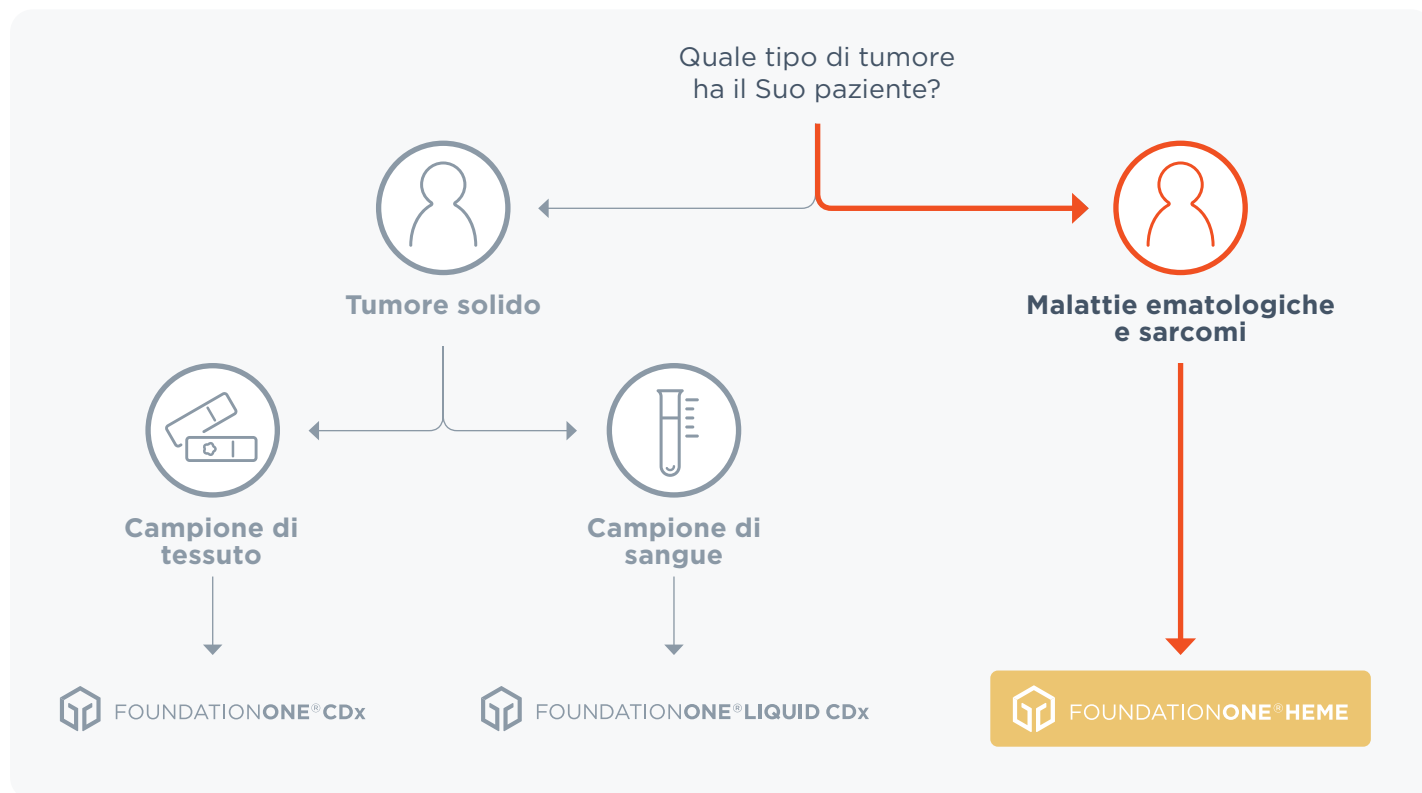 Quale tipo di tumore
ha il Suo paziente?
Tumore solido
Malattie ematologiche
e sarcomi
Campione di
tessuto
Campione di
sangue
FOUNDATIONONE®CDx
FOUNDATIONONE®LIQUID CDx
FOUNDATIONONE®HEME